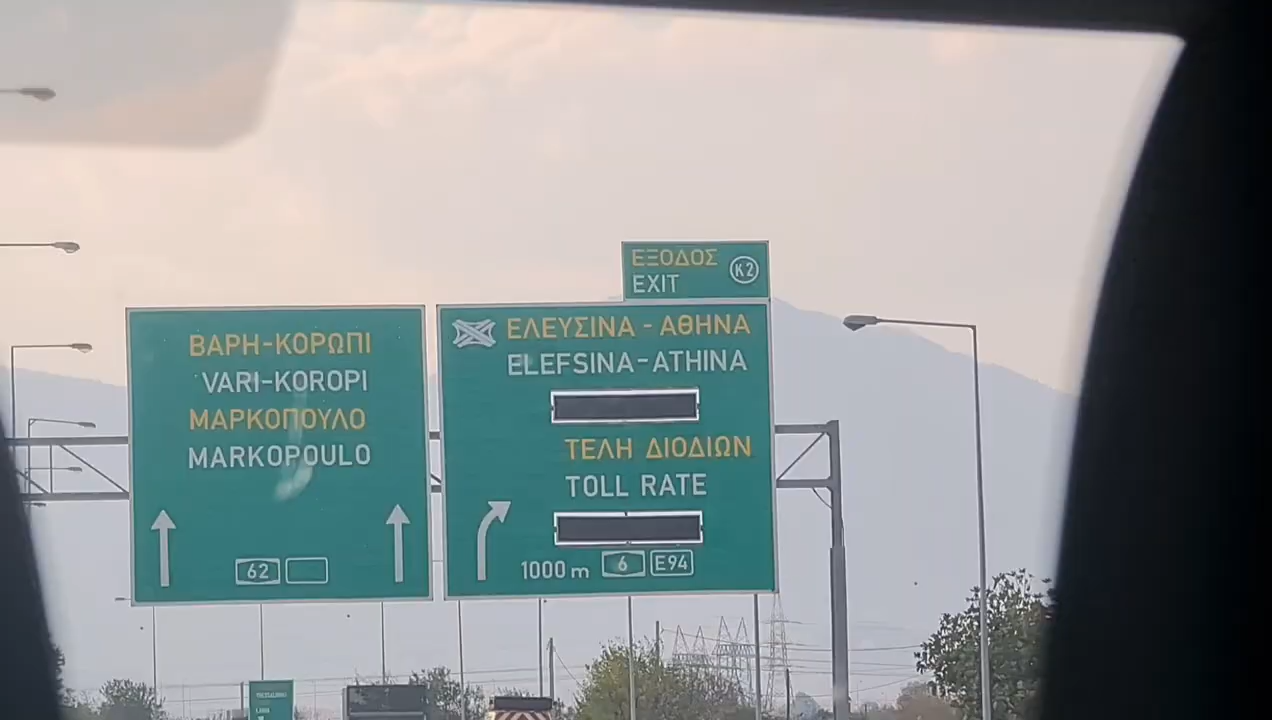 ΒΑΡΗ-ΚΟΡΩΠΙ
VARI-KOROPI
ΜΑΡΚΟΠΟΥΛΟ
MARKOPOULO
62
ΕΞΟΔΟΣ
EXIT
K2
ΕΛΕΥΣΙΝΑ - ΑΘΗΝΑ
ELEFSINA-ATHINA
ΤΕΛΗ ΔΙΟΔΙΩΝ
TOLL RATE
1000 m 6 E94